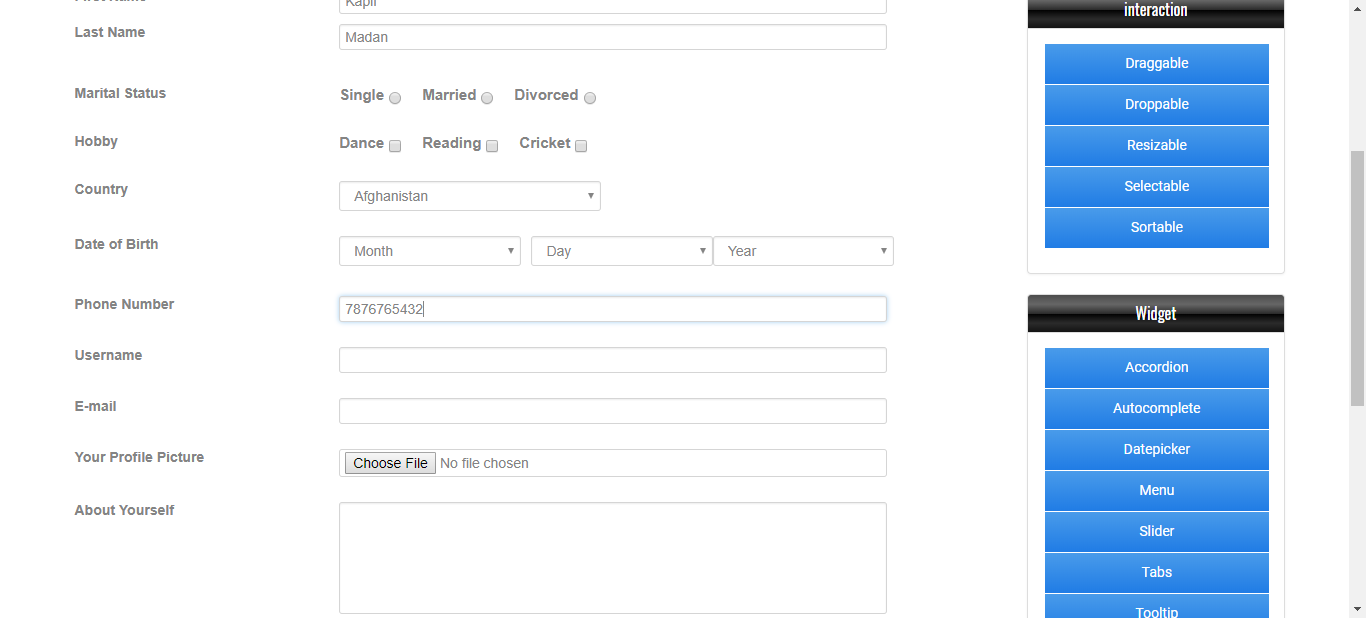 First Name
Kapil
Last Name
Madan
Marital Status
Single Married Divorced
Hobby
Dance Reading Cricket
Country
Afghanistan
Date of Birth
Month Day Year
Phone Number
7876765432
Username
E-mail
Your Profile Picture
Choose File No file chosen
About Yourself
interaction
Draggable
Droppable
Resizable
Selectable
Sortable
Widget
Accordion
Autocomplete
Datepicker
Menu
Slider
Tabs
Tooltip